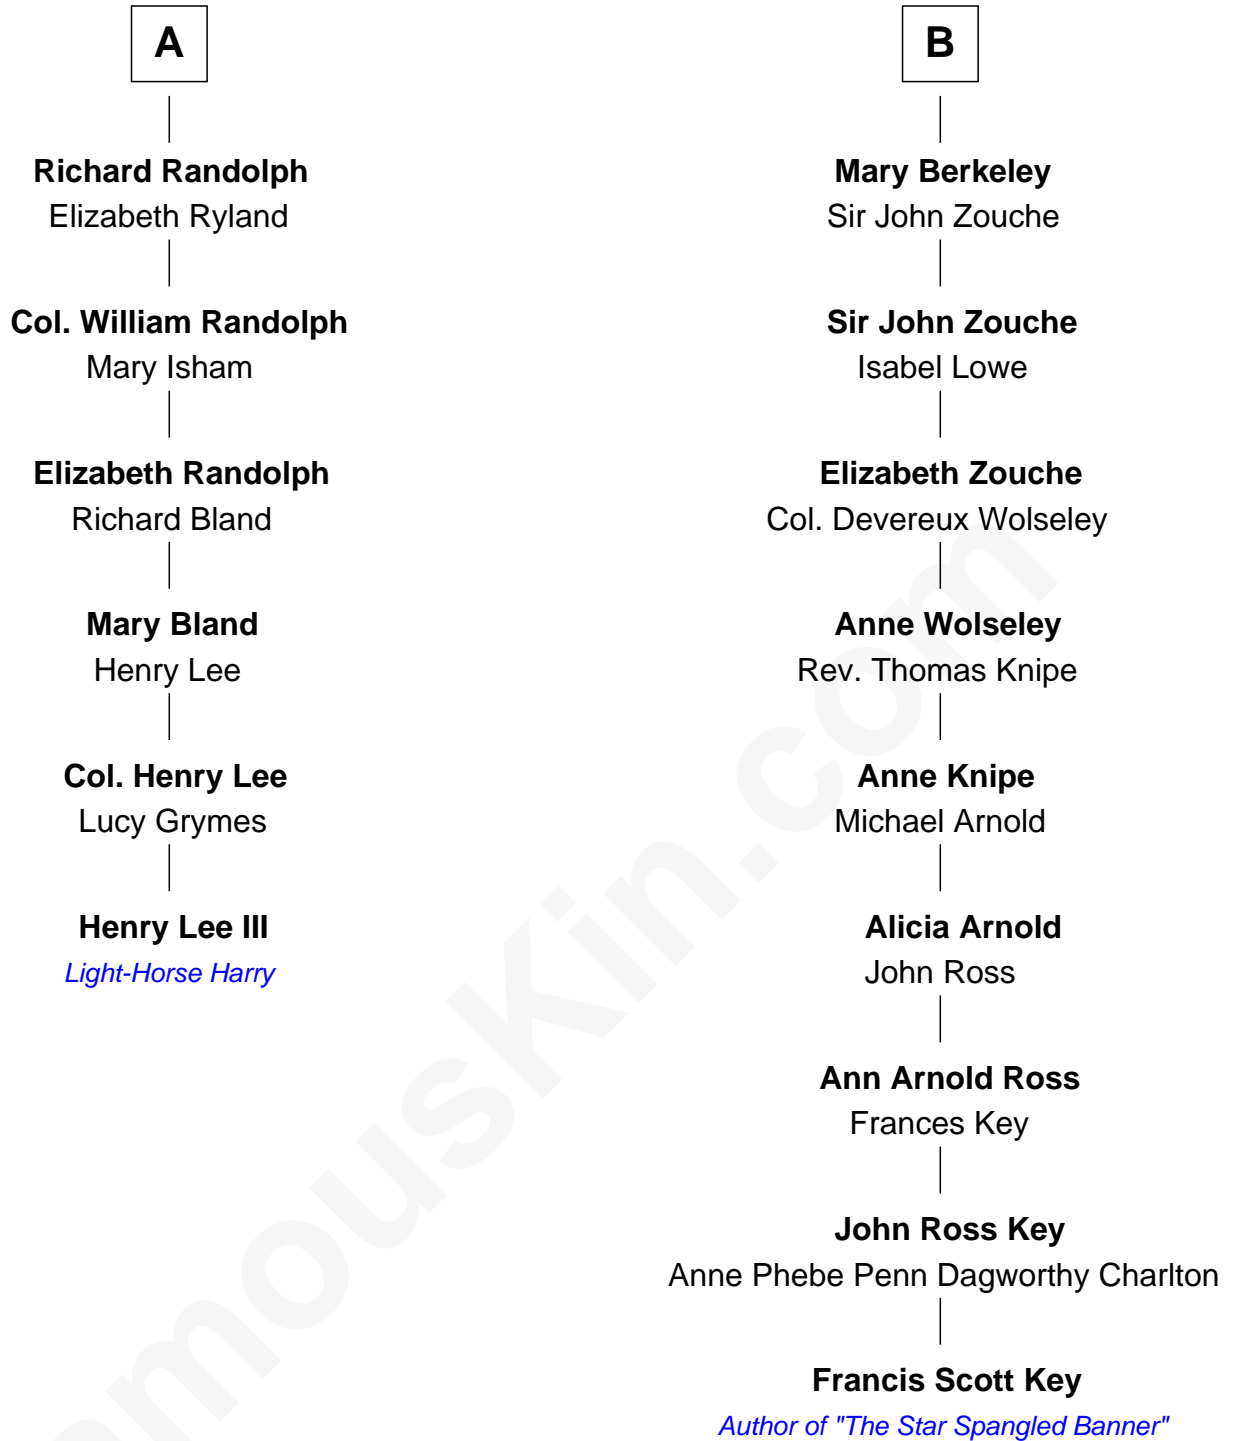 A
Richard Randolph
Elizabeth Ryland
Col. William Randolph
Mary Isham
Elizabeth Randolph
Richard Bland
Mary Bland
Henry Lee
Col. Henry Lee
Lucy Grymes
Henry Lee III
Light-Horse Harry
B
Mary Berkeley
Sir John Zouche
Sir John Zouche
Isabel Lowe
Elizabeth Zouche
Col. Devereux Wolseley
Anne Wolseley
Rev. Thomas Knipe
Anne Knipe
Michael Arnold
Alicia Arnold
John Ross
Ann Arnold Ross
Frances Key
John Ross Key
Anne Phebe Penn Dagworthy Charlton
Francis Scott Key
Author of "The Star Spangled Banner"
amouskin.com